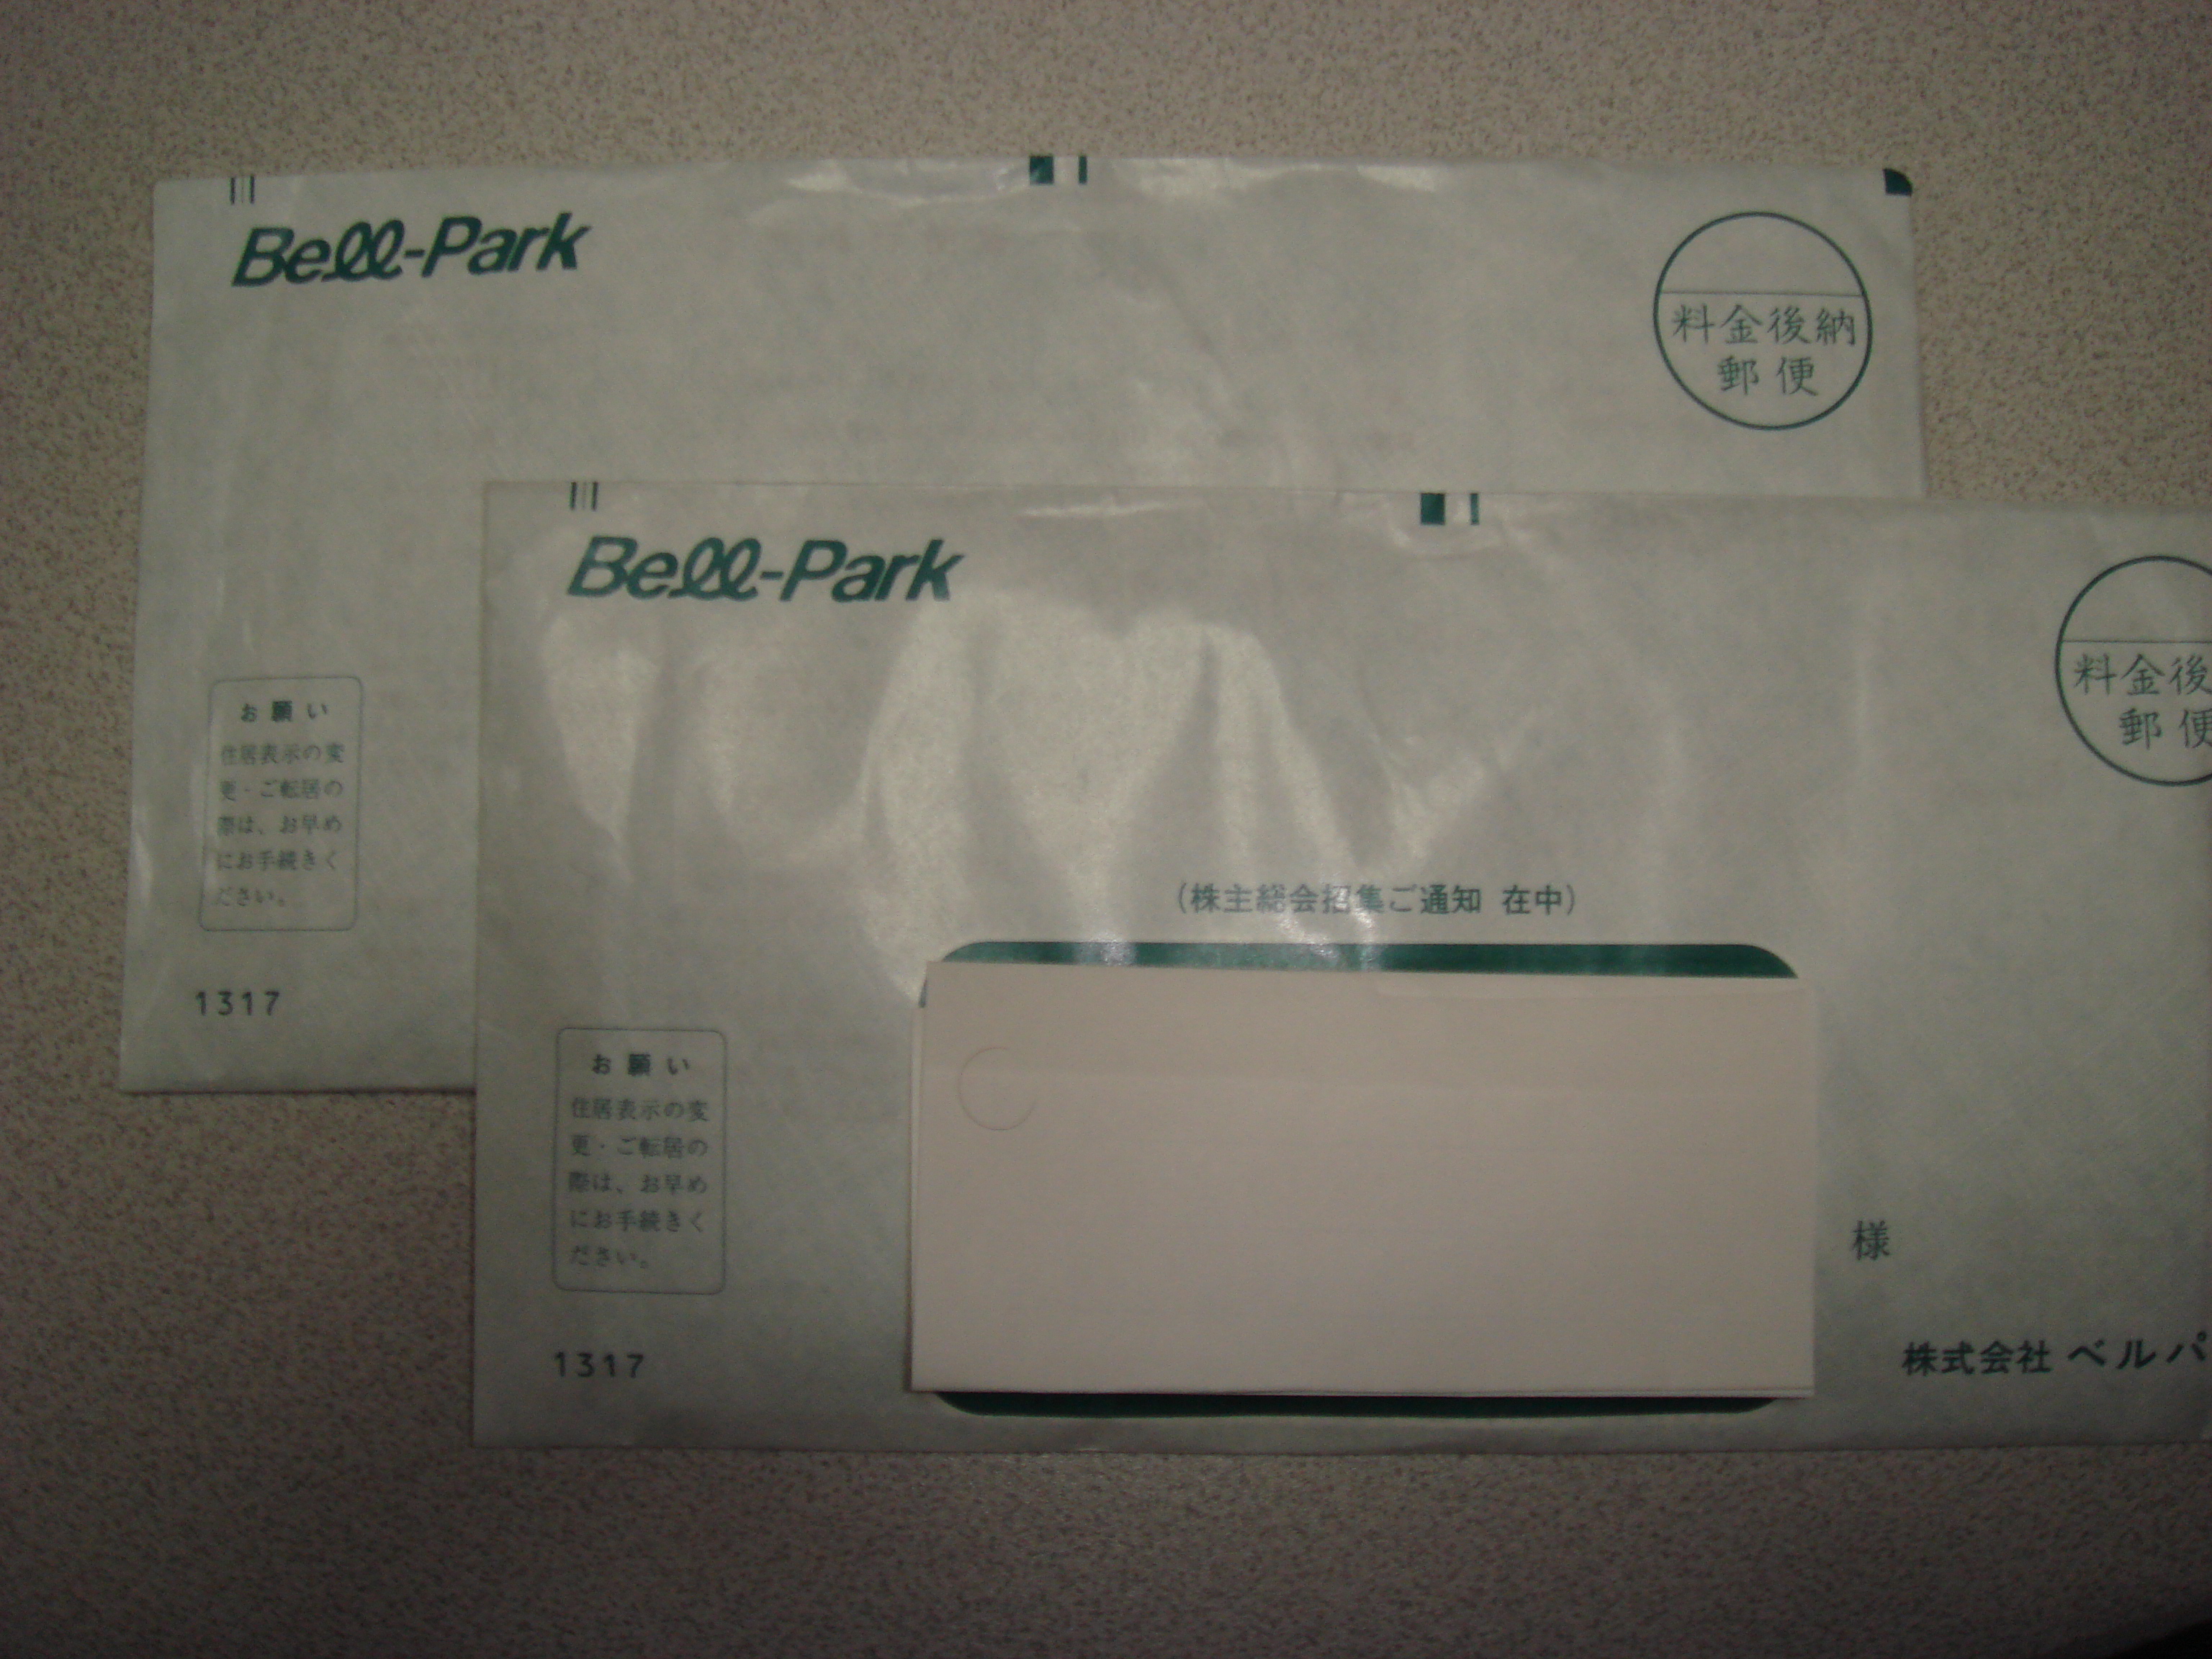 Bell-Park
料金後納
郵便
お願い
住居表示の変
更・ご転居の
際は、お早め
にお手続きく
ださい。
1317
Bell-Park
料金後
郵便
(株主総会招集ご通知 在中)
お願い
住居表示の変
更・ご転居の
際は、お早め
にお手続きく
ださい。
1317
様
株式会社 ベルパ